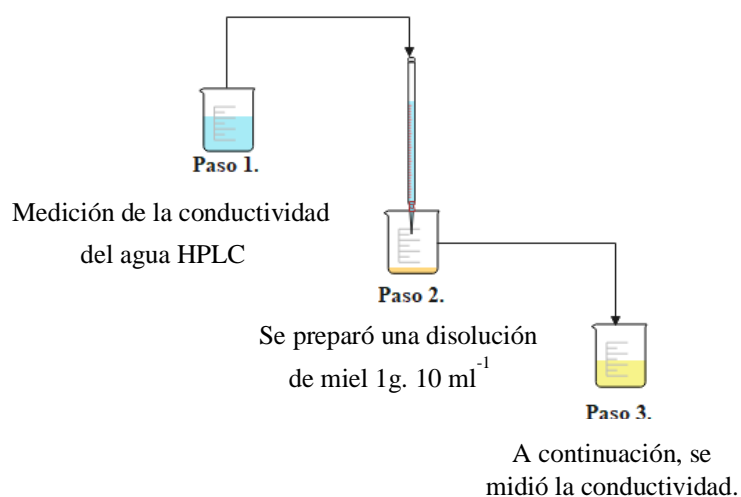 Paso 1.
Medición de la conductividad
del agua HPLC
Paso 2.
Se preparó una disolución
de miel 1g. 10 ml⁻¹
Paso 3.
A continuación, se
midió la conductividad.